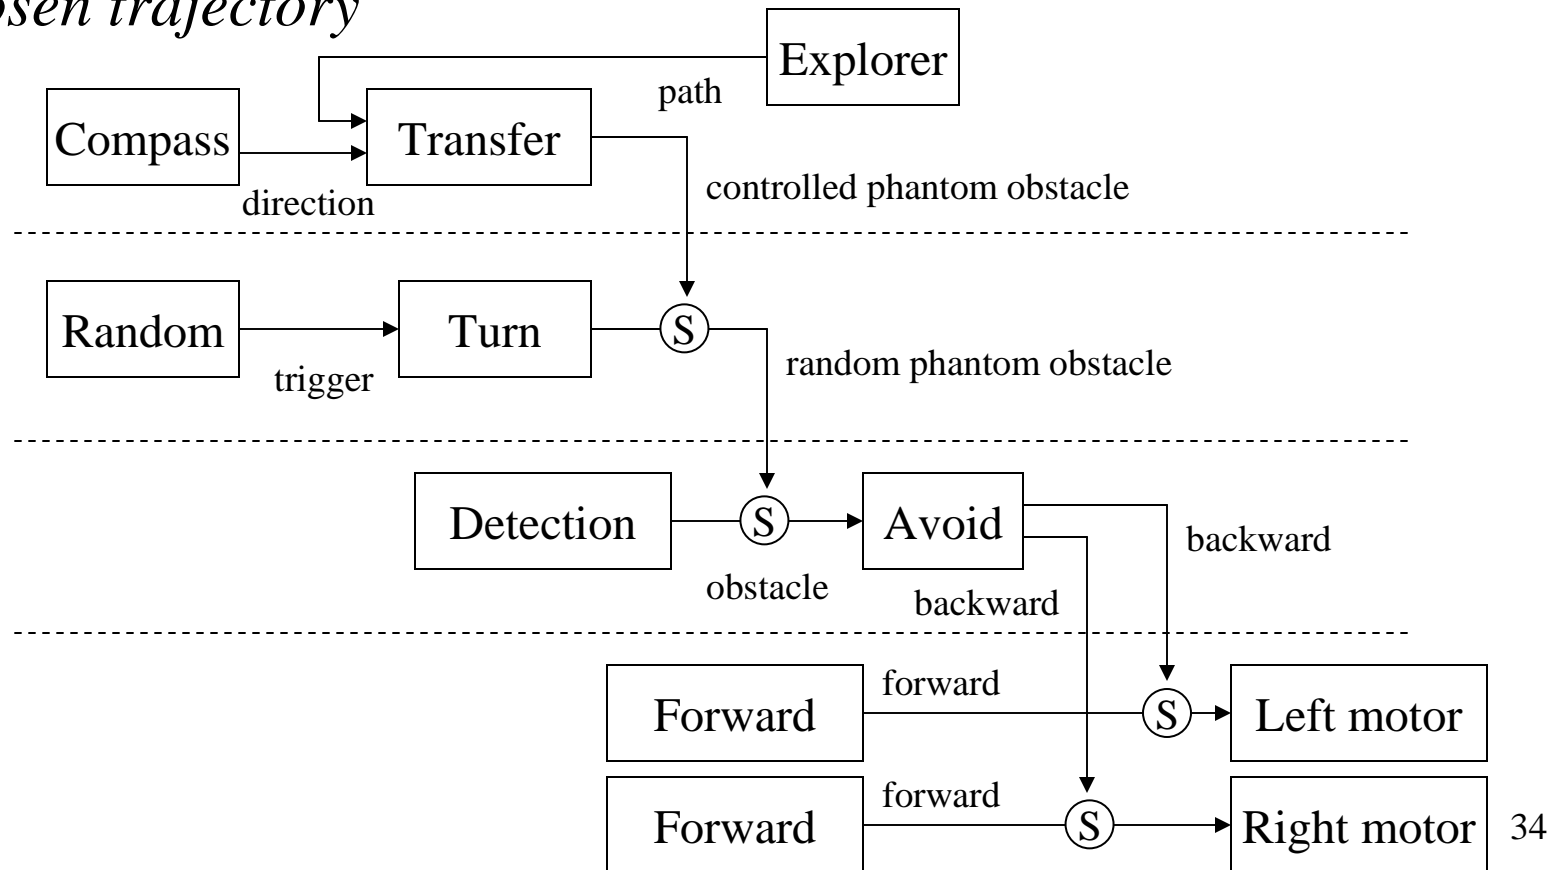 trajectory
Explorer
path
Compass
Transfer
direction
controlled phantom obstacle
Random
Turn
S
trigger
random phantom obstacle
Detection
S
Avoid
obstacle
backward
backward
Forward
forward
S
Left motor
Forward
forward
S
Right motor
34